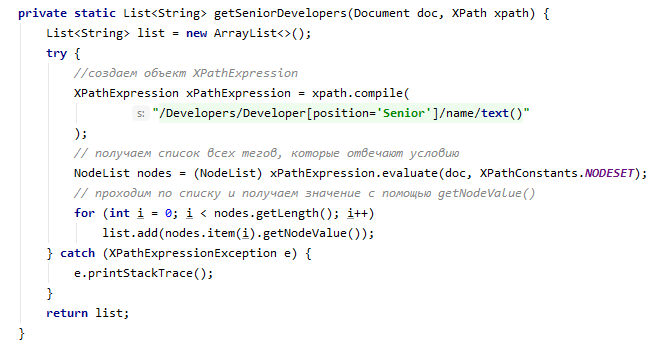 private static List<String> getSeniorDevelopers(Document doc, XPath xpath) {
    List<String> list = new ArrayList<>();
    try {
        //создаем объект XPathExpression
        XPathExpression xPathExpression = xpath.compile(
                s: "/Developers/Developer[position='Senior']/name/text()"
        );
        // получаем список всех тегов, которые отвечают условию
        NodeList nodes = (NodeList) xPathExpression.evaluate(doc, XPathConstants.NODESET);
        // проходим по списку и получаем значение с помощью getNodeValue()
        for (int i = 0; i < nodes.getLength(); i++)
            list.add(nodes.item(i).getNodeValue());
    } catch (XPathExpressionException e) {
        e.printStackTrace();
    }
    return list;
}